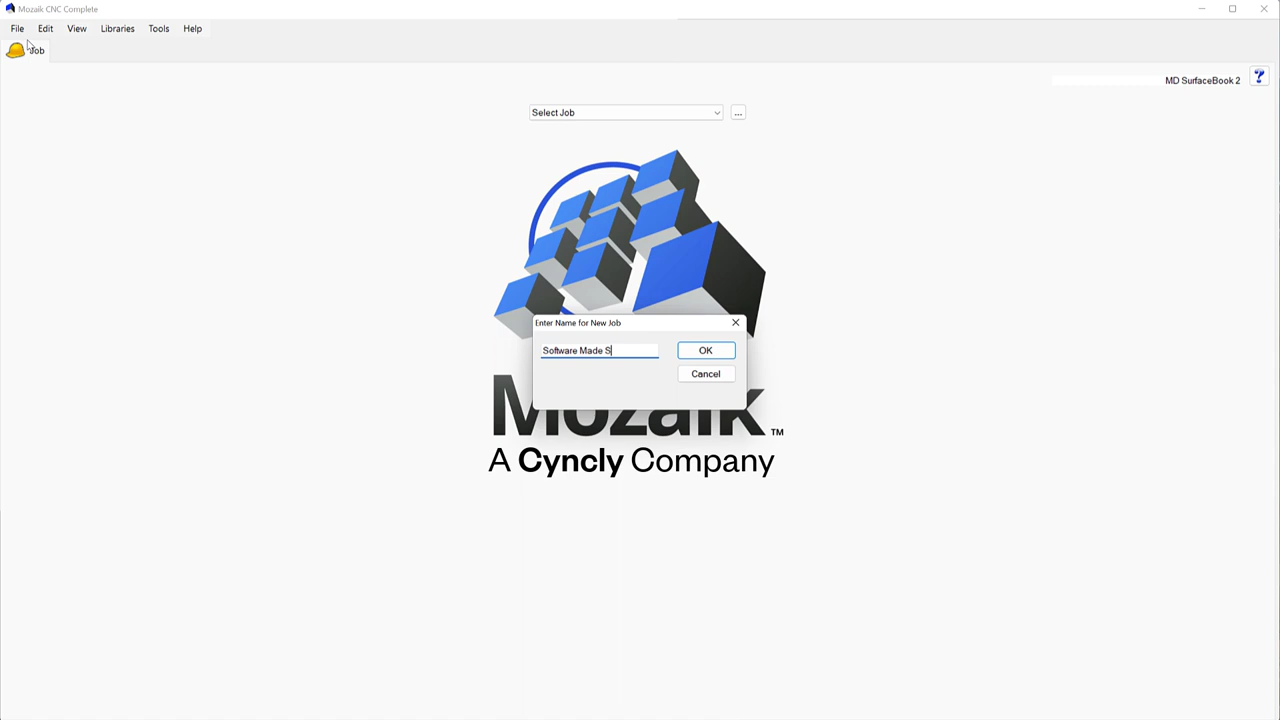 Mozaik CNC Complete
File Edit View Libraries Tools Help
Job
MD SurfaceBook 2
?
Select Job ...
Enter Name for New Job
Software Made S OK
Cancel
Mozaik™
A Cyncly Company